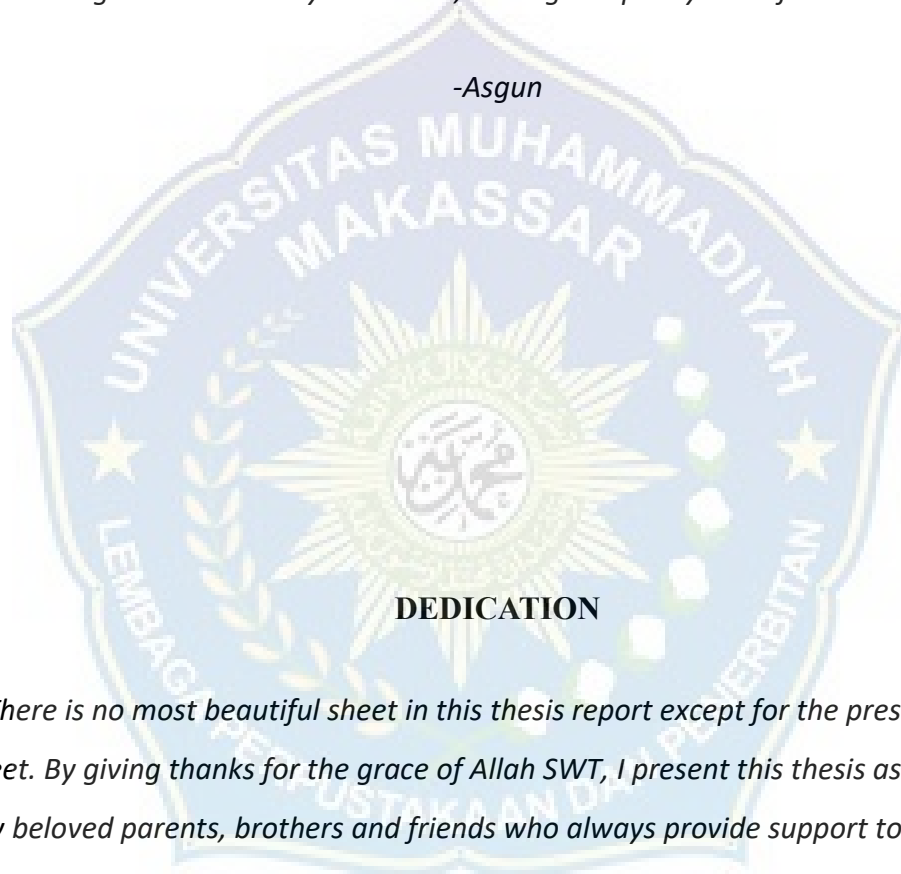 -Asgun
UNIVERSITAS MUHAMMADIYAH
MAKASSAR
DEDICATION
There is no most beautiful sheet in this thesis report except for the pres
eet. By giving thanks for the grace of Allah SWT, I present this thesis as
y beloved parents, brothers and friends who always provide support to
LEMBAGA PERPUSTAKAAN DAN PENERBITAN